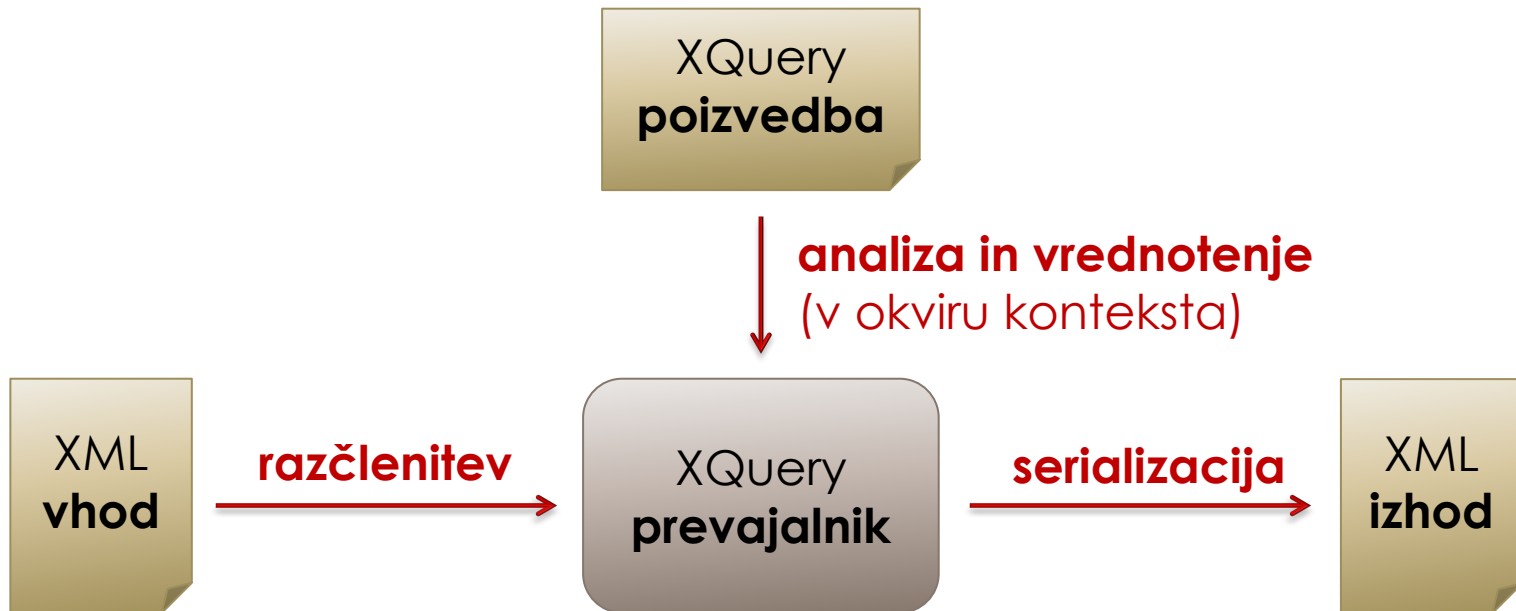 XQuery
poizvedba
analiza in vrednotenje
(v okviru konteksta)
XML
vhod
razčlenitev
XQuery
prevajalnik
serializacija
XML
izhod